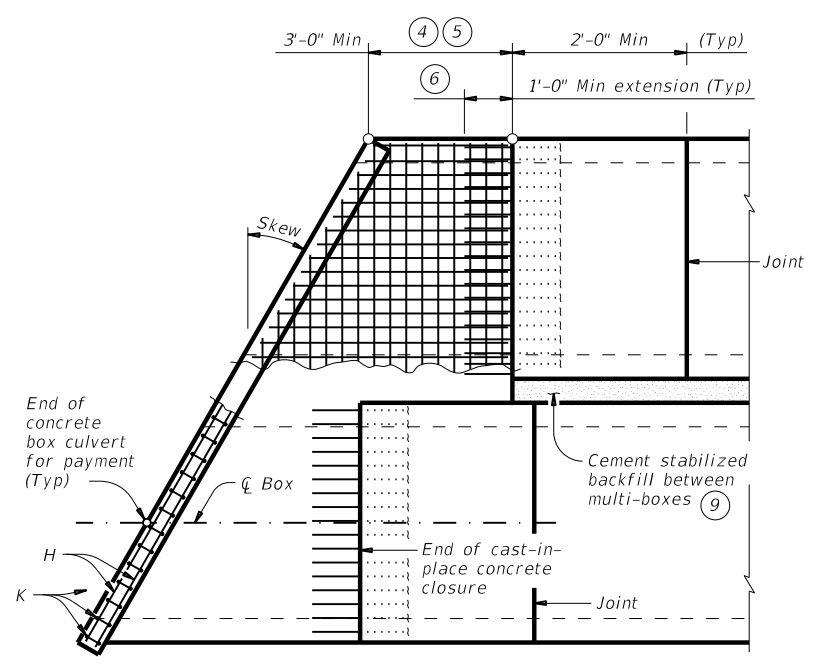 3'-0" Min
4 5
2'-0" Min
(Typ)
6
1'-0" Min extension (Typ)
Skew
Joint
End of
concrete
box culvert
for payment
(Typ)
℄ Box
Cement stabilized
backfill between
multi-boxes 9
H
End of cast-in-
place concrete
closure
K
Joint